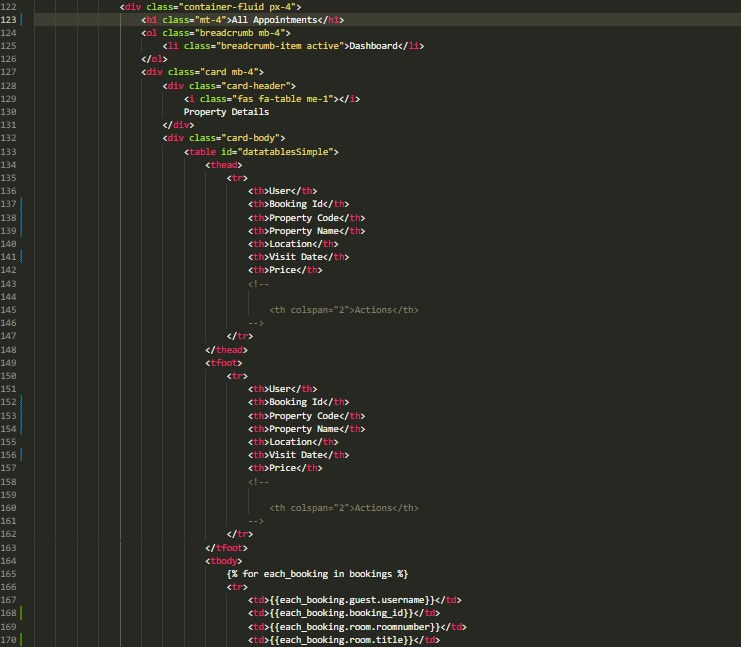 122 <div class="container-fluid px-4">
123 <h1 class="mt-4">All Appointments</h1>
124 <ol class="breadcrumb mb-4">
125 <li class="breadcrumb-item active">Dashboard</li>
126 </ol>
127 <div class="card mb-4">
128 <div class="card-header">
129 <i class="fas fa-table me-1"></i>
130 Property Details
131 </div>
132 <div class="card-body">
133 <table id="datatablesSimple">
134 <thead>
135 <tr>
136 <th>User</th>
137 <th>Booking Id</th>
138 <th>Property Code</th>
139 <th>Property Name</th>
140 <th>Location</th>
141 <th>Visit Date</th>
142 <th>Price</th>
143 <!--
144
145 <th colspan="2">Actions</th>
146 -->
147 </tr>
148 </thead>
149 <tfoot>
150 <tr>
151 <th>User</th>
152 <th>Booking Id</th>
153 <th>Property Code</th>
154 <th>Property Name</th>
155 <th>Location</th>
156 <th>Visit Date</th>
157 <th>Price</th>
158 <!--
159
160 <th colspan="2">Actions</th>
161 -->
162 </tr>
163 </tfoot>
164 <tbody>
165 {% for each_booking in bookings %}
166 <tr>
167 <td>{{each_booking.guest.username}}</td>
168 <td>{{each_booking.booking_id}}</td>
169 <td>{{each_booking.room.roomnumber}}</td>
170 <td>{{each_booking.room.title}}</td>